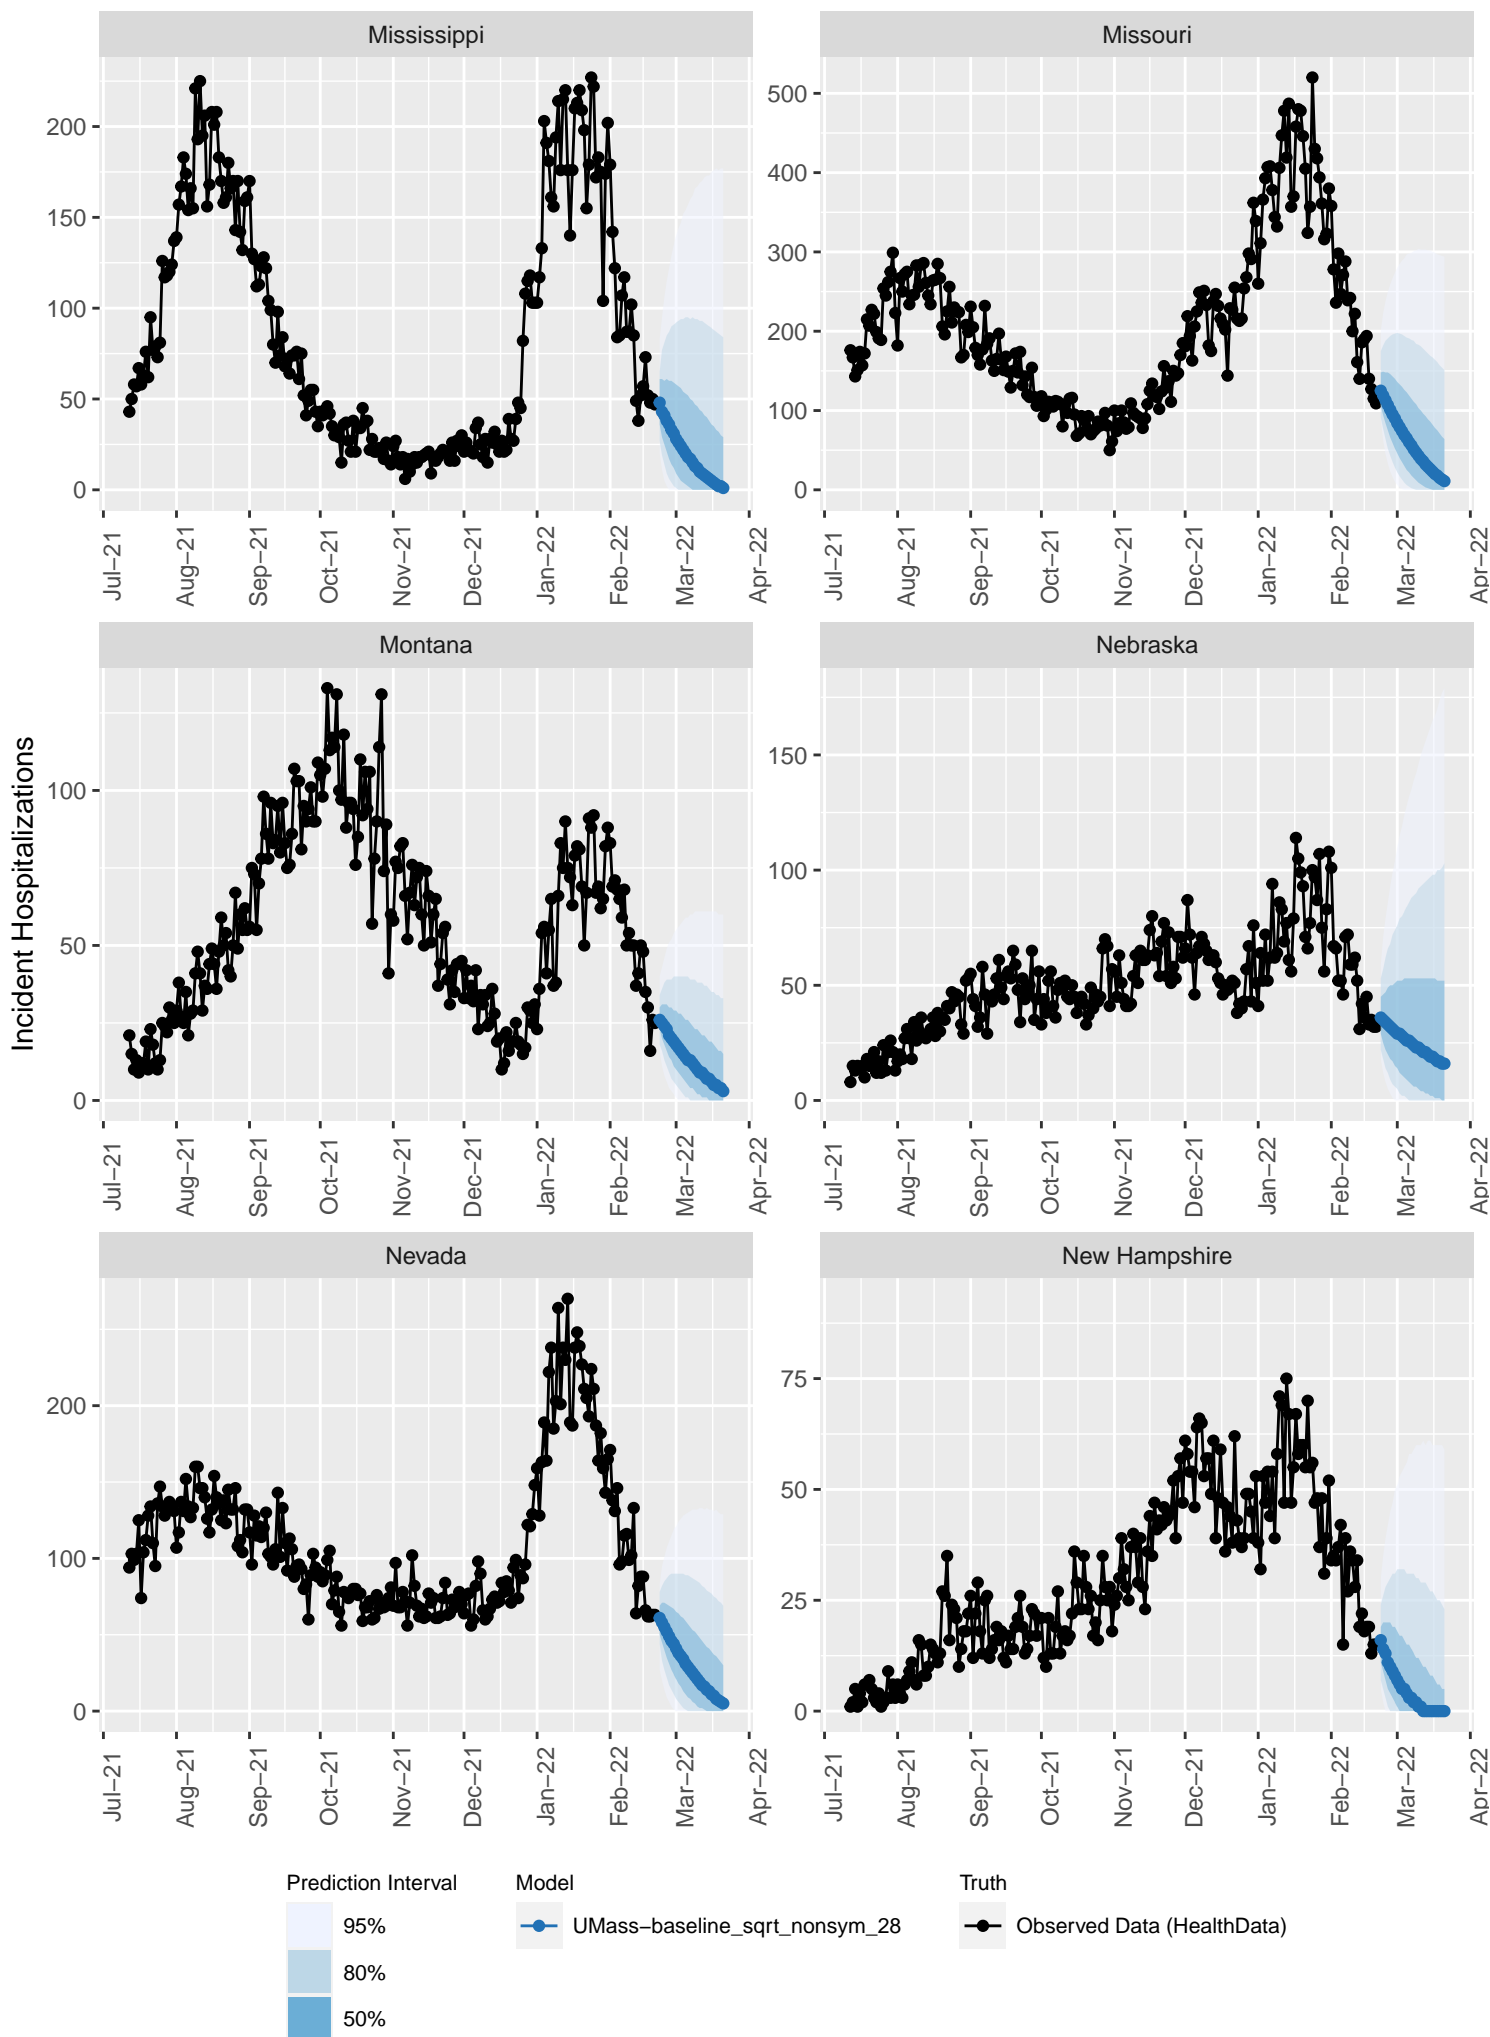 Mississippi
Missouri
0
50
100
150
200
0
100
200
300
400
500
Jul−21
Aug−21
Sep−21
Oct−21
Nov−21
Dec−21
Jan−22
Feb−22
Mar−22
Apr−22
Jul−21
Aug−21
Sep−21
Oct−21
Nov−21
Dec−21
Jan−22
Feb−22
Mar−22
Apr−22
Incident Hospitalizations
Montana
Nebraska
0
50
100
0
50
100
150
Jul−21
Aug−21
Sep−21
Oct−21
Nov−21
Dec−21
Jan−22
Feb−22
Mar−22
Apr−22
Jul−21
Aug−21
Sep−21
Oct−21
Nov−21
Dec−21
Jan−22
Feb−22
Mar−22
Apr−22
Nevada
New Hampshire
0
100
200
0
25
50
75
Jul−21
Aug−21
Sep−21
Oct−21
Nov−21
Dec−21
Jan−22
Feb−22
Mar−22
Apr−22
Jul−21
Aug−21
Sep−21
Oct−21
Nov−21
Dec−21
Jan−22
Feb−22
Mar−22
Apr−22
Prediction Interval
95%
80%
50%
Model
UMass−baseline_sqrt_nonsym_28
Truth
Observed Data (HealthData)